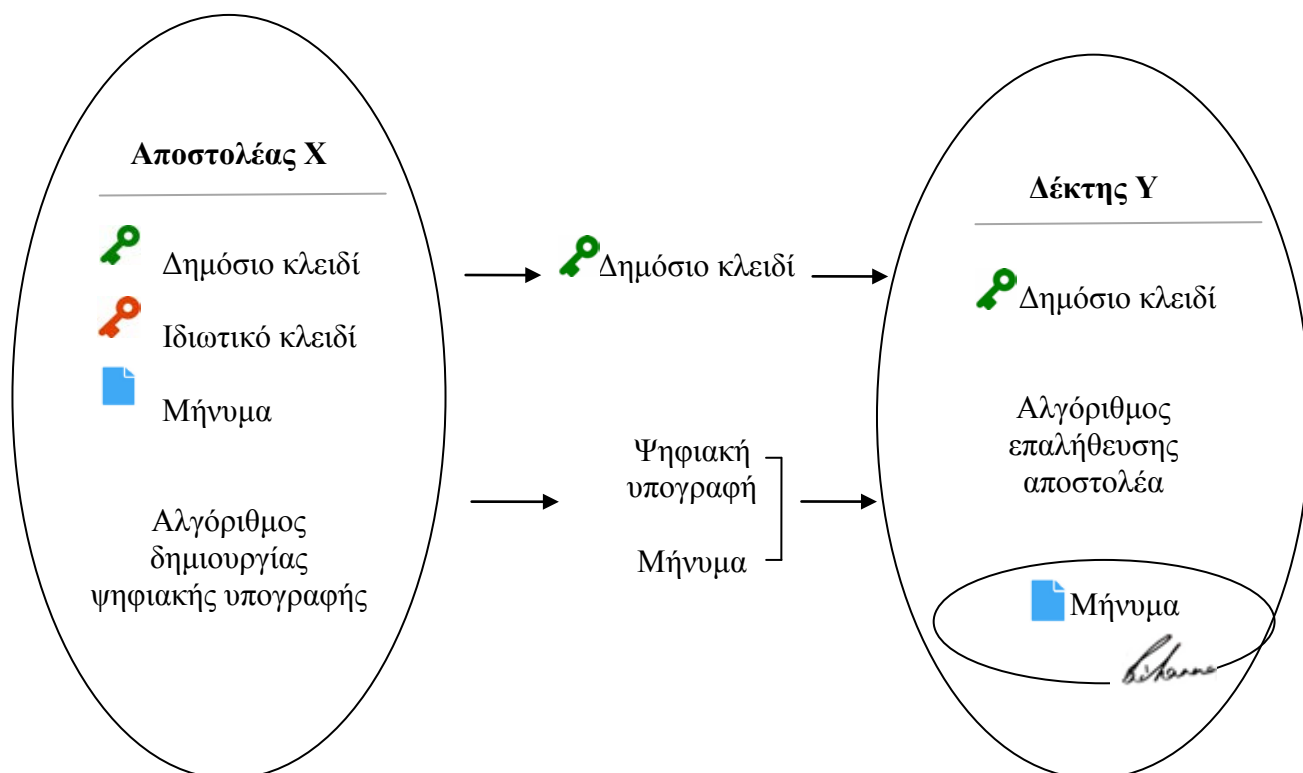 Αποστολέας Χ
Δημόσιο κλειδί
Ιδιωτικό κλειδί
Μήνυμα
Αλγόριθμος
δημιουργίας
ψηφιακής υπογραφής
Δημόσιο κλειδί
Ψηφιακή
υπογραφή
Μήνυμα
Δέκτης Υ
Δημόσιο κλειδί
Αλγόριθμος
επαλήθευσης
αποστολέα
Μήνυμα